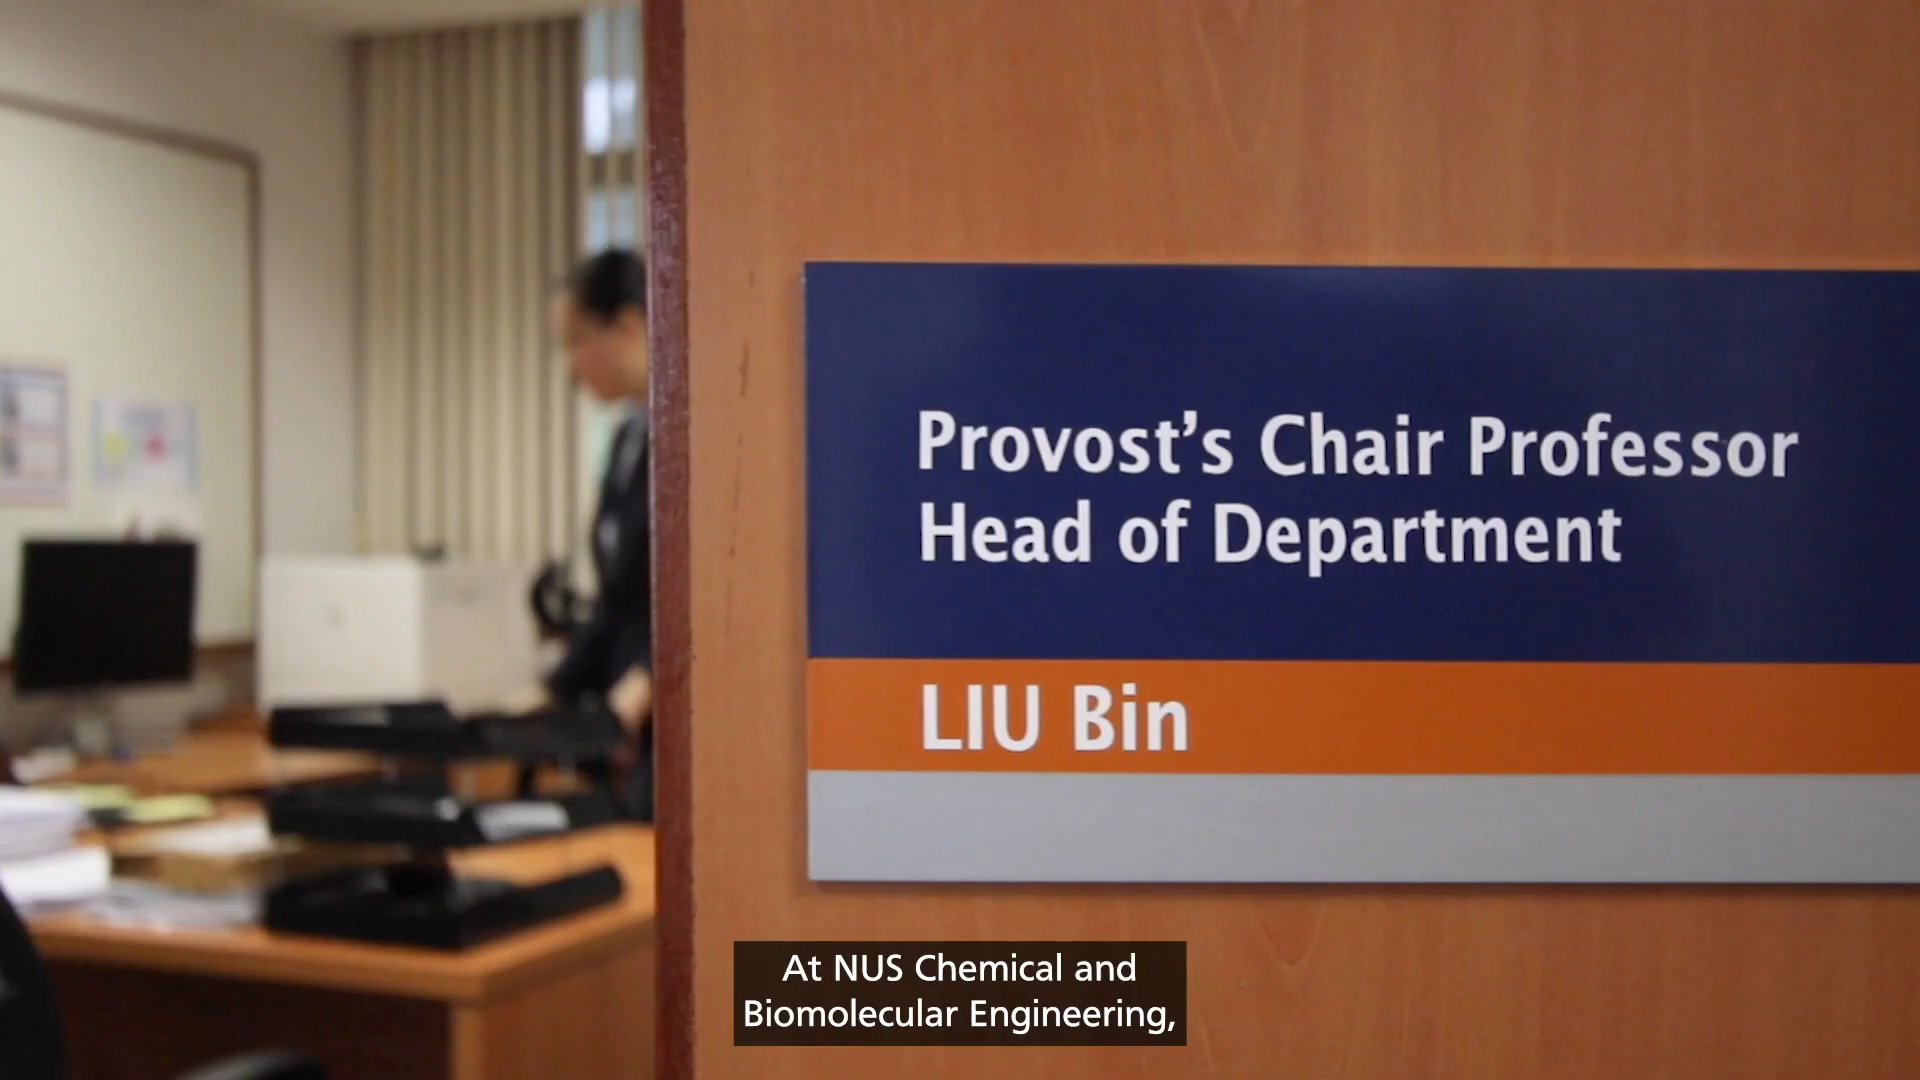 Provost's Chair Professor
Head of Department
LIU Bin
At NUS Chemical and
Biomolecular Engineering,